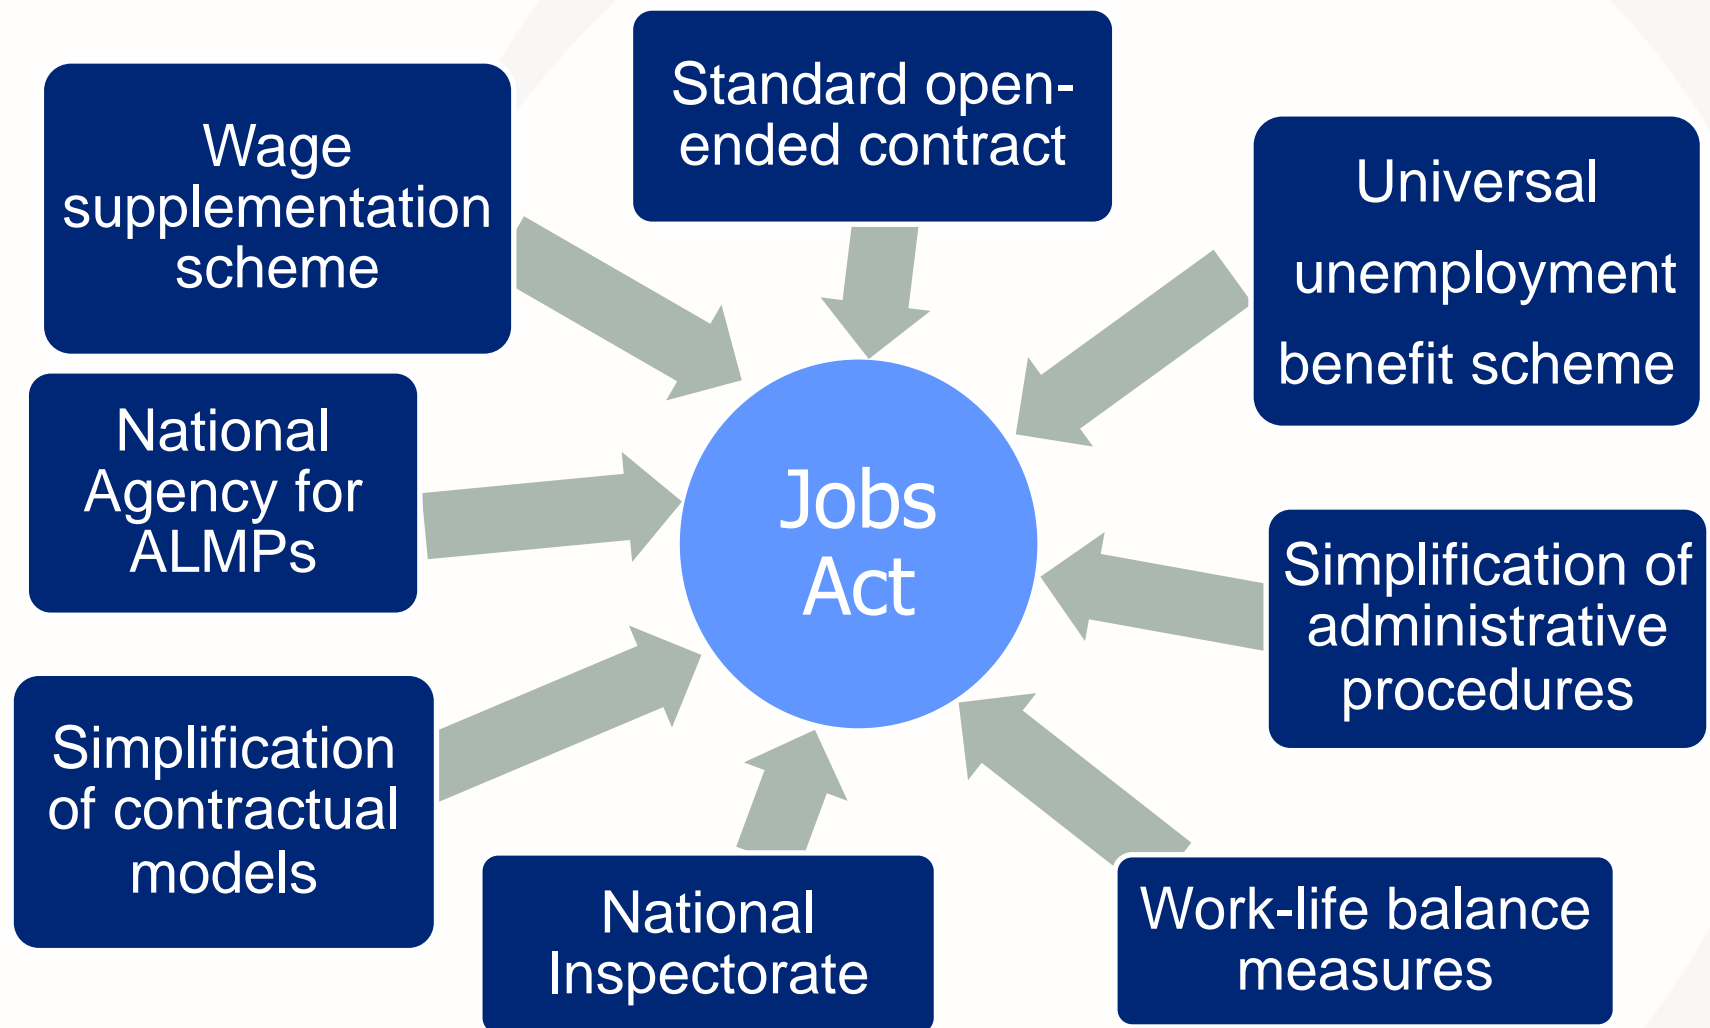 Standard open-
ended contract
Wage
supplementation
scheme
Universal
unemployment
benefit scheme
National
Agency for
ALMPs
Jobs
Act
Simplification of
administrative
procedures
Simplification
of contractual
models
National
Inspectorate
Work-life balance
measures